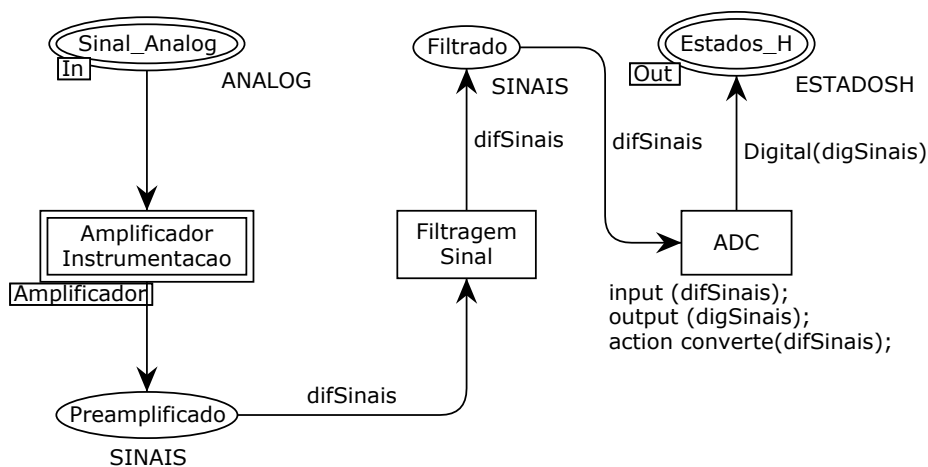 Sinal_Analog
In
ANALOG
Amplificador
Instrumentacao
Amplificador
Preamplificado
SINAIS
difSinais
Filtragem
Sinal
difSinais
Filtrado
SINAIS
difSinais
ADC
input (difSinais);
output (digSinais);
action converte(difSinais);
Digital(digSinais)
Estados_H
Out
ESTADOSH